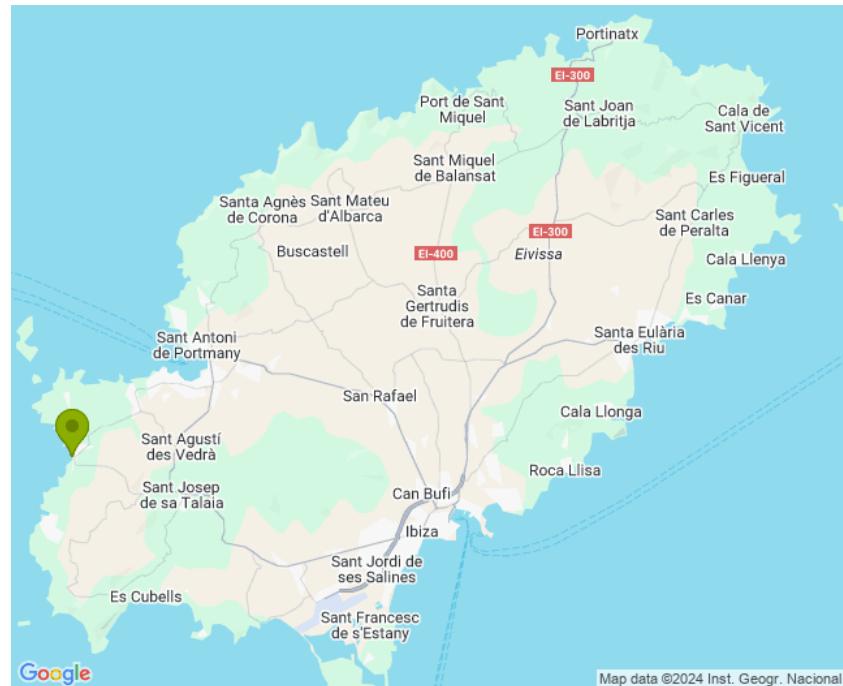 Portinatx
EI-300
Port de Sant
Miquel
Sant Joan
de Labritja
Cala de
Sant Vicent
Sant Miquel
de Balansat
Es Figueral
Santa Agnès
de Corona
Sant Mateu
d'Albarca
Sant Carles
de Peralta
EI-300
Buscastell
EI-400
Eivissa
Cala Llenya
Santa
Gertrudis
de Fruitera
Es Canar
Sant Antoni
de Portmany
Santa Eulària
des Riu
San Rafael
Cala Llonga
Sant Agustí
des Vedrà
Roca Llisa
Sant Josep
de sa Talaia
Can Bufi
Ibiza
Sant Jordi de
ses Salines
Es Cubells
Sant Francesc
de s'Estany
Google
Map data ©2024 Inst. Geogr. Nacional